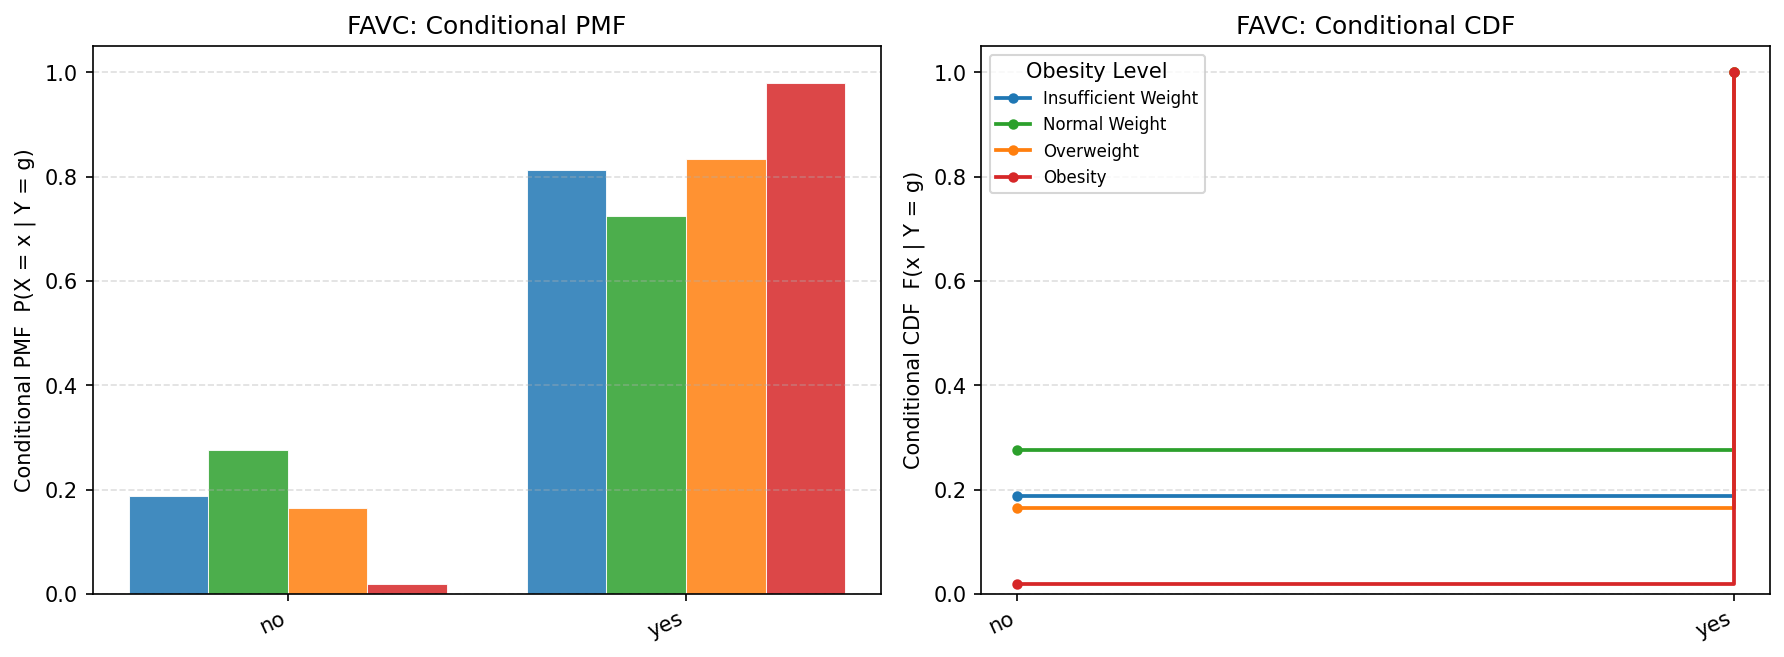 FAVC: Conditional PMF
Conditional PMF  P(X = x | Y = g)
1.0
0.8
0.6
0.4
0.2
0.0
no
yes
FAVC: Conditional CDF
Conditional CDF  F(x | Y = g)
1.0
0.8
0.6
0.4
0.2
0.0
Obesity Level
Insufficient Weight
Normal Weight
Overweight
Obesity
no
yes